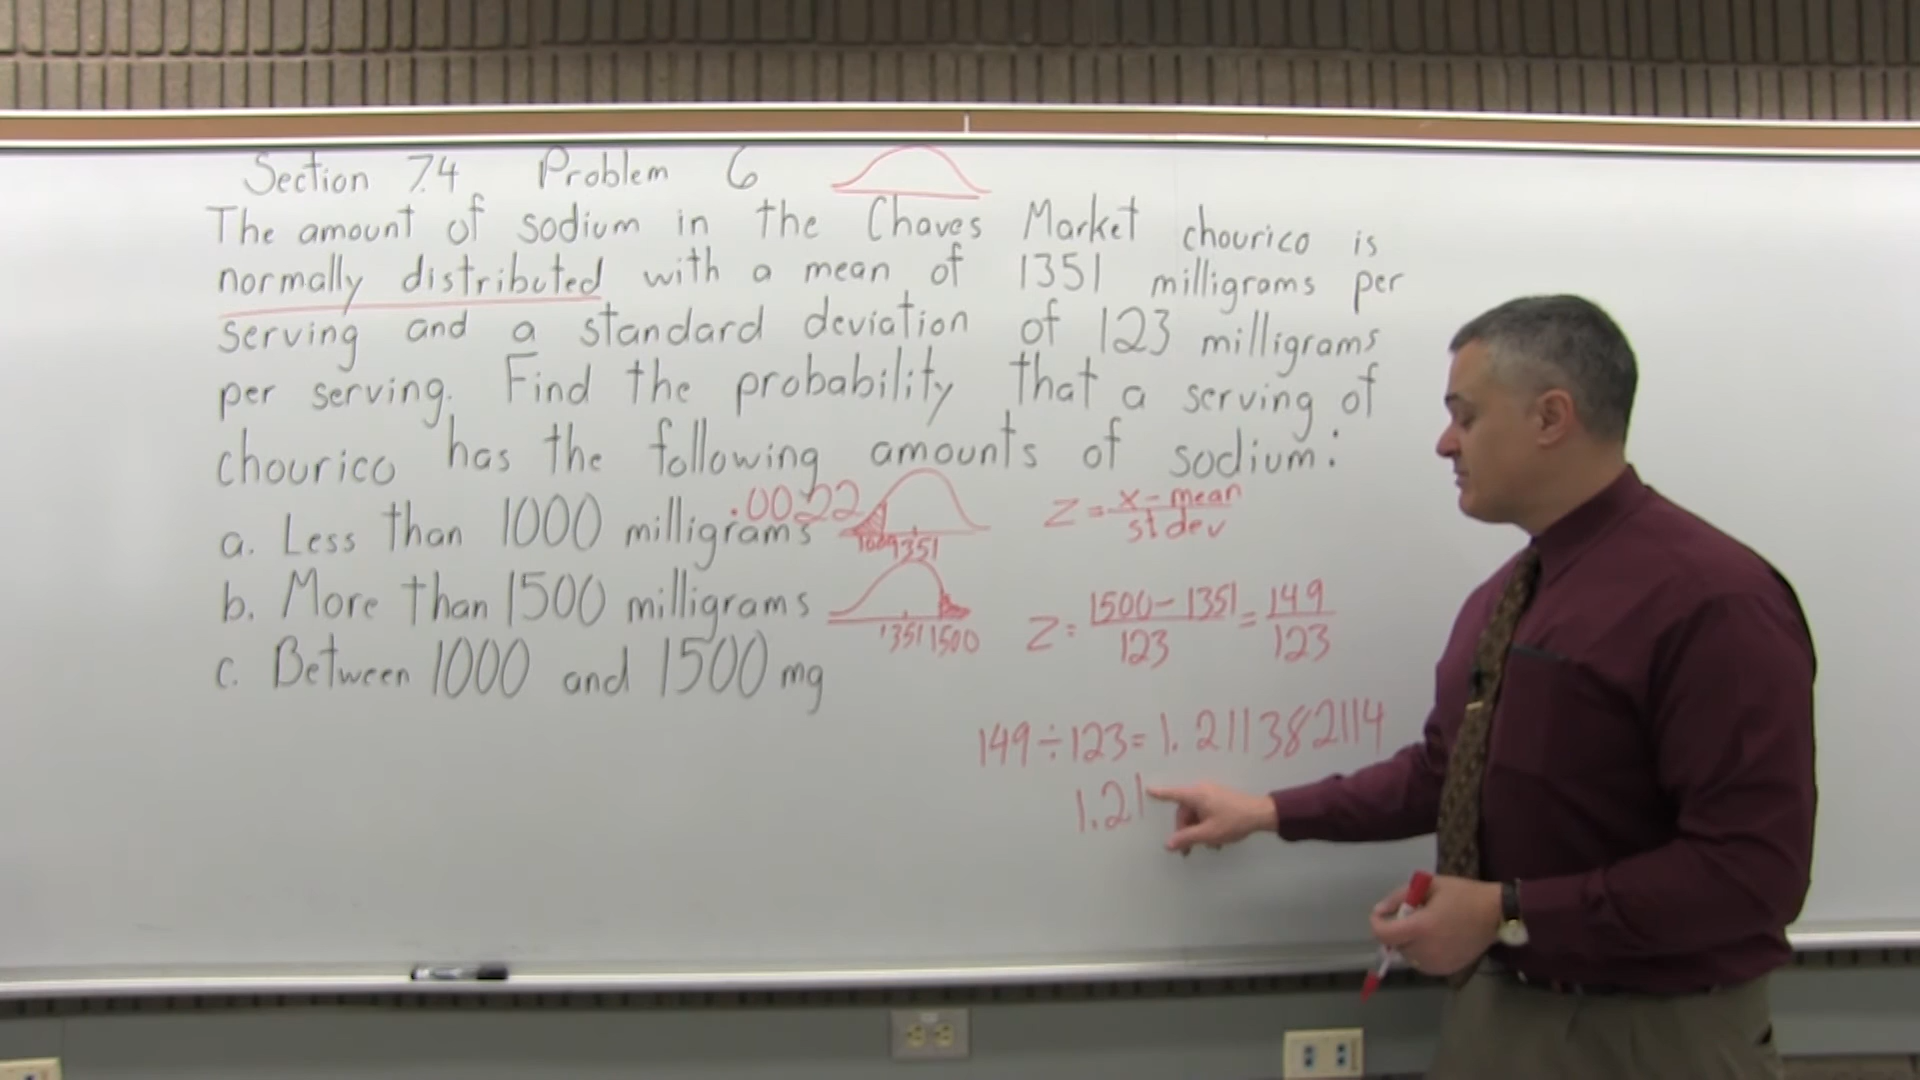 Section 7.4 Problem 6
The amount of sodium in the Chaves Market chourico is
normally distributed with a mean of 1351 milligrams per
serving and a standard deviation of 123 milligrams
per serving. Find the probability that a serving of
chourico has the following amounts of sodium:
a. Less than 1000 milligrams
.0022
1000 1351
z = x - mean / st dev
b. More than 1500 milligrams
1351 1500
z = 1500 - 1351 / 123 = 149 / 123
c. Between 1000 and 1500 mg
149 ÷ 123 = 1.211382114
1.21